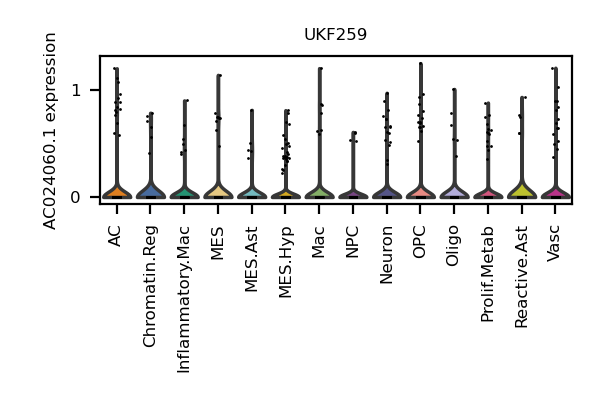 UKF259
AC024060.1 expression
1
0
AC
Chromatin.Reg
Inflammatory.Mac
MES
MES.Ast
MES.Hyp
Mac
NPC
Neuron
OPC
Oligo
Prolif.Metab
Reactive.Ast
Vasc